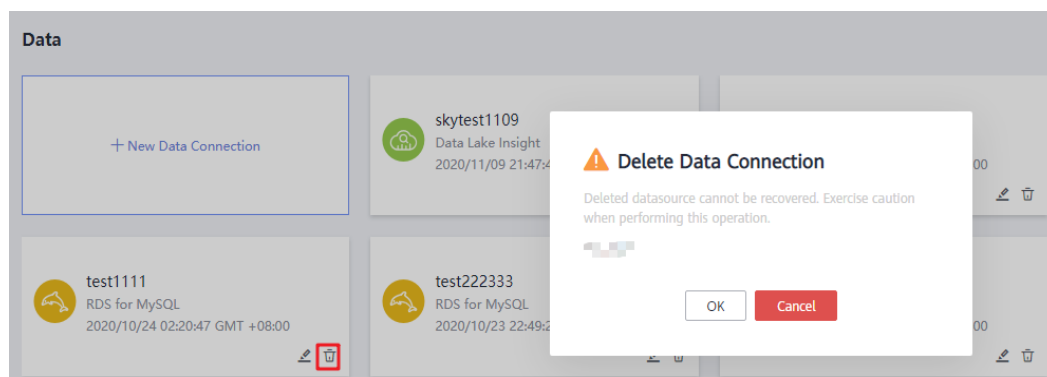 Data
+ New Data Connection
skytest1109
Data Lake Insight
2020/11/09 21:47:4
00
Delete Data Connection
Deleted datasource cannot be recovered. Exercise caution
when performing this operation.
OK
Cancel
test1111
RDS for MySQL
2020/10/24 02:20:47 GMT +08:00
test222333
RDS for MySQL
2020/10/23 22:49:2
00